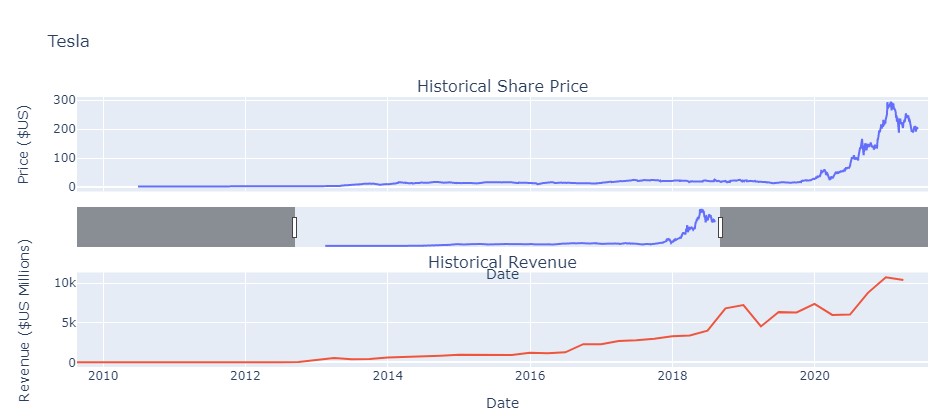 Tesla
Historical Share Price
Price ($US)
300
200
100
0
Historical Revenue
Date
Revenue ($US Millions)
10k
5k
0
2010 2012 2014 2016 2018 2020
Date